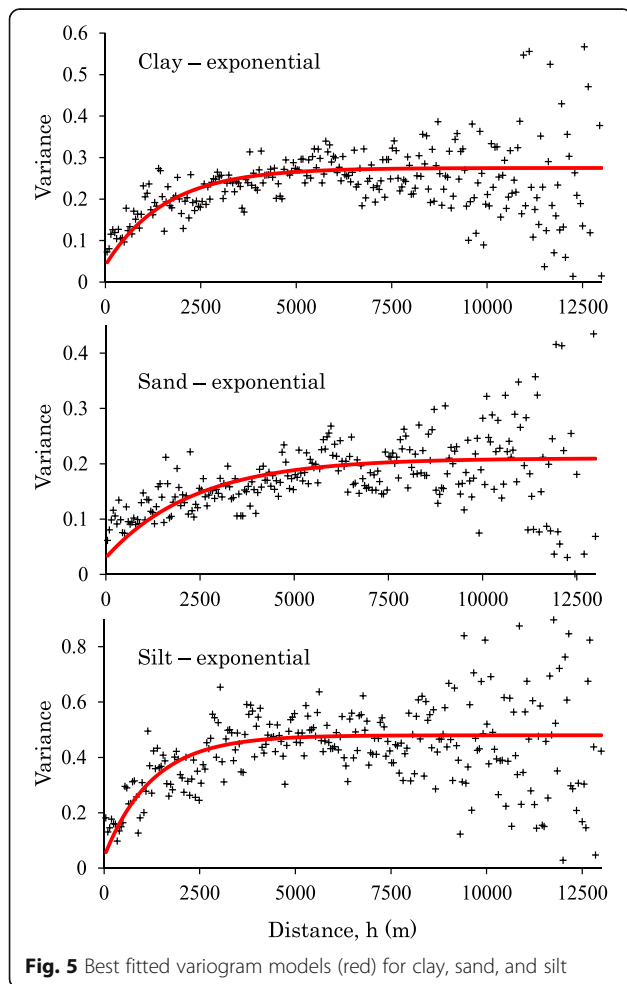 0.6
Clay – exponential
0.5
0.4
Variance
0.3
0.2
0.1
0
0 2500 5000 7500 10000 12500
0.4
Sand – exponential
0.3
Variance
0.2
0.1
0
0 2500 5000 7500 10000 12500
0.8
Silt – exponential
0.6
Variance
0.4
0.2
0
0 2500 5000 7500 10000 12500
Distance, h (m)
Fig. 5 Best fitted variogram models (red) for clay, sand, and silt